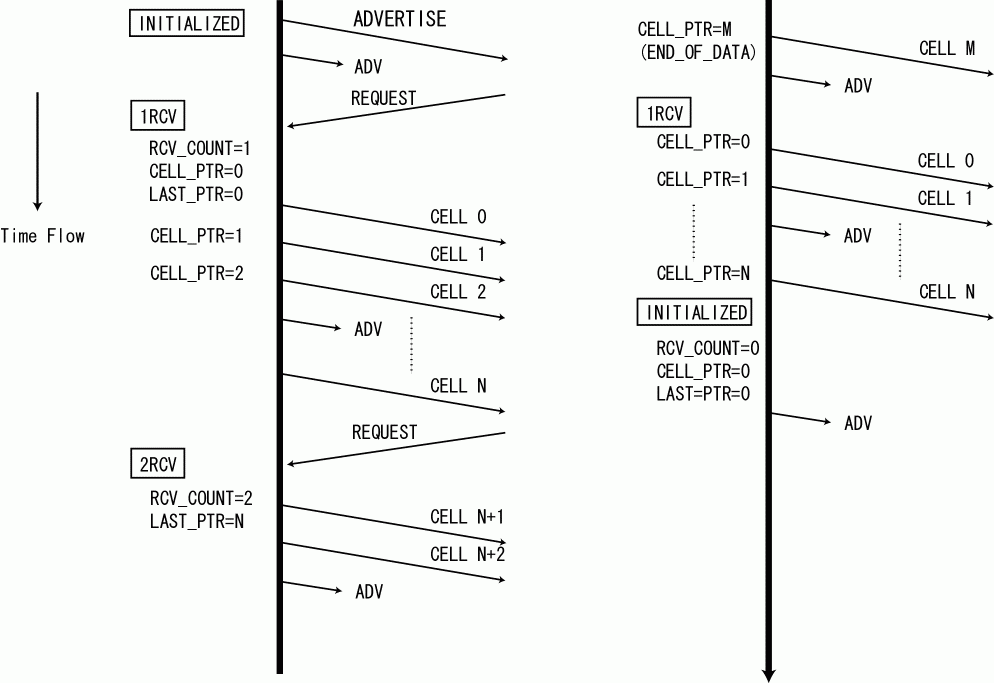 INITIALIZED
ADVERTISE
ADV
REQUEST
1RCV
RCV_COUNT=1
CELL_PTR=0
LAST_PTR=0
Time Flow
CELL 0
CELL_PTR=1
CELL 1
CELL_PTR=2
CELL 2
ADV
CELL N
REQUEST
2RCV
RCV_COUNT=2
LAST_PTR=N
CELL N+1
CELL N+2
ADV
CELL_PTR=M
(END_OF_DATA)
CELL M
ADV
1RCV
CELL_PTR=0
CELL 0
CELL_PTR=1
CELL 1
ADV
CELL_PTR=N
CELL N
INITIALIZED
RCV_COUNT=0
CELL_PTR=0
LAST=PTR=0
ADV